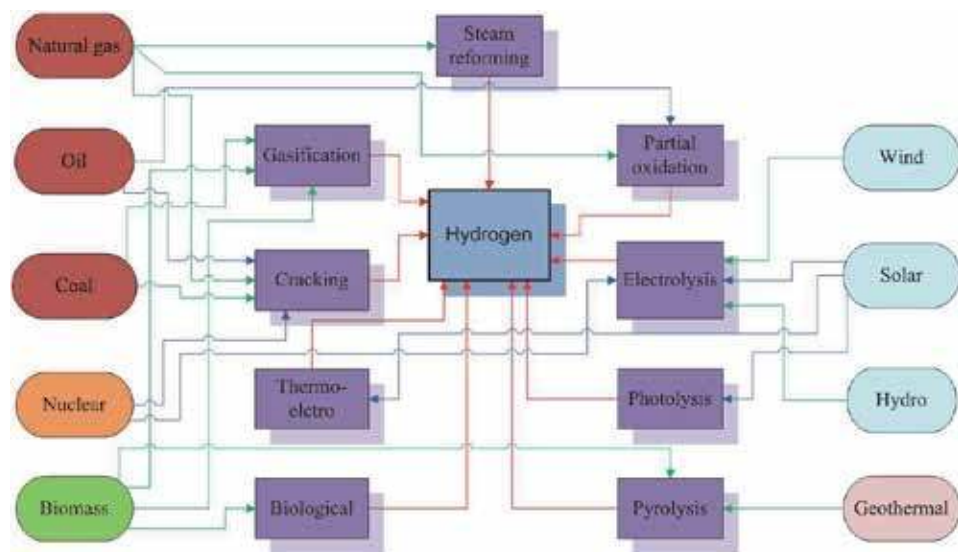 Natural gas
Steam
reforming
Oil
Gasification
Partial
oxidation
Wind
Hydrogen
Coal
Cracking
Electrolysis
Solar
Nuclear
Thermo-
eletro
Photolysis
Hydro
Biomass
Biological
Pyrolysis
Geothermal